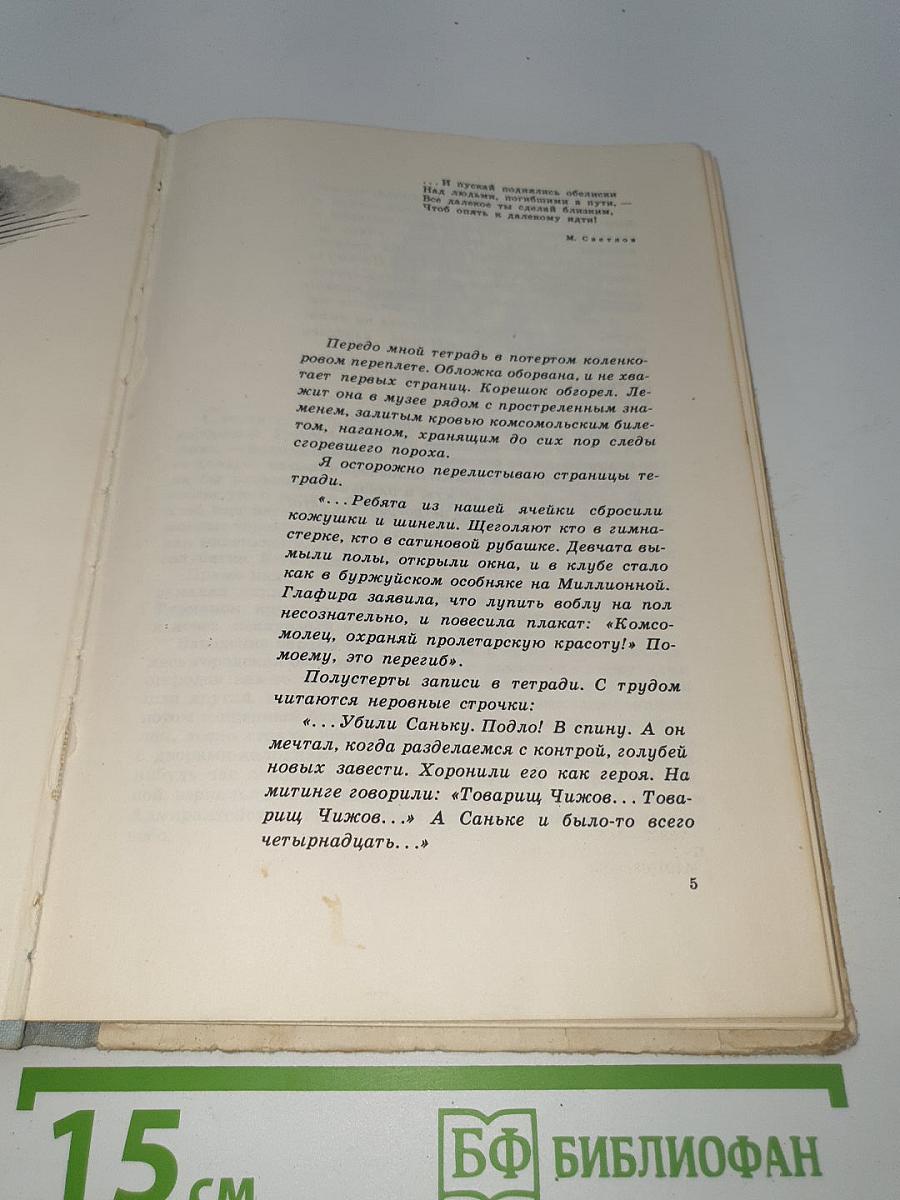 ...И пускай поднялись обелиски
Над людьми, погибшими в пути, —
Все далекое ты сделай близким,
Чтоб опять к далекому идти!
М. Светлов
Передо мной тетрадь в потертом коленко-
ровом переплете. Обложка оборвана, и не хва-
тает первых страниц. Корешок обгорел. Ле-
жит она в музее рядом с простреленным зна-
менем, залитым кровью комсомольским биле-
том, наганом, хранящим до сих пор следы
сгоревшего пороха.
Я осторожно перелистываю страницы те-
тради.
«...Ребята из нашей ячейки сбросили
кожушки и шинели. Щеголяют кто в гимна-
стерке, кто в сатиновой рубашке. Девчата вы-
мыли полы, открыли окна, и в клубе стало
как в буржуйском особняке на Миллионной.
Глафира заявила, что лупить воблу на пол
несознательно, и повесила плакат: «Комсо-
молец, охраняй пролетарскую красоту!» По-
моему, это перегиб».
Полустерты записи в тетради. С трудом
читаются неровные строчки:
«...Убили Саньку. Подло! В спину. А он
мечтал, когда разделаемся с контрой, голубей
новых завести. Хоронили его как героя. На
митинге говорили: «Товарищ Чижов... Това-
рищ Чижов...» А Саньке и было-то всего
четырнадцать...»
5
15 см
БФ БИБЛИОФАН